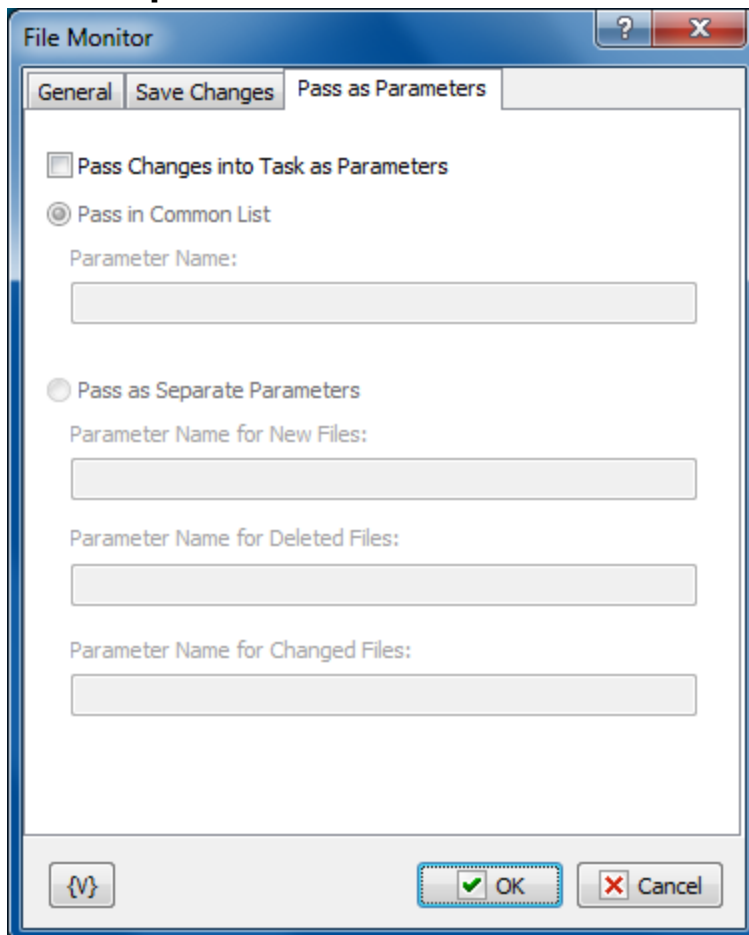 File Monitor
?
General Save Changes Pass as Parameters
Pass Changes into Task as Parameters
Pass in Common List
Parameter Name:
Pass as Separate Parameters
Parameter Name for New Files:
Parameter Name for Deleted Files:
Parameter Name for Changed Files:
{V} OK Cancel